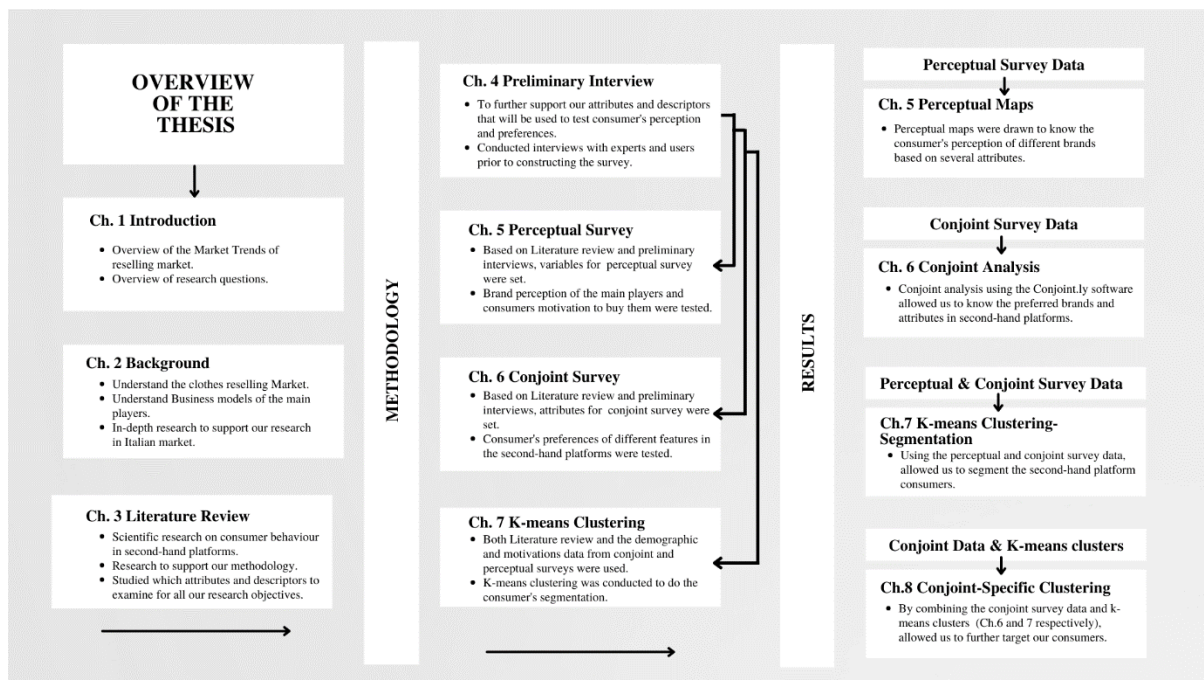 OVERVIEW
OF THE
THESIS
Ch. 1 Introduction
• Overview of the Market Trends of
reselling market.
• Overview of research questions.
Ch. 2 Background
• Understand the clothes reselling Market.
• Understand Business models of the main
players.
• In-depth research to support our research
in Italian market.
Ch. 3 Literature Review
• Scientific research on consumer behaviour
in second-hand platforms.
• Research to support our methodology.
• Studied which attributes and descriptors to
examine for all our research objectives.
METHODOLOGY
Ch. 4 Preliminary Interview
• To further support our attributes and descriptors
that will be used to test consumer's perception
and preferences.
• Conducted interviews with experts and users
prior to constructing the survey.
Ch. 5 Perceptual Survey
• Based on Literature review and preliminary
interviews, variables for perceptual survey
were set.
• Brand perception of the main players and
consumers motivation to buy them were tested.
Ch. 6 Conjoint Survey
• Based on Literature review and preliminary
interviews, attributes for conjoint survey were
set.
• Consumer's preferences of different features in
the second-hand platforms were tested.
Ch. 7 K-means Clustering
• Both Literature review and the demographic
and motivations data from conjoint and
perceptual surveys were used.
• K-means clustering was conducted to do the
consumer's segmentation.
RESULTS
Perceptual Survey Data
Ch. 5 Perceptual Maps
• Perceptual maps were drawn to know the
consumer's perception of different brands
based on several attributes.
Conjoint Survey Data
Ch. 6 Conjoint Analysis
• Conjoint analysis using the Conjoint.ly software
allowed us to know the preferred brands and
attributes in second-hand platforms.
Perceptual & Conjoint Survey Data
Ch.7 K-means Clustering-
Segmentation
• Using the perceptual and conjoint survey data,
allowed us to segment the second-hand platform
consumers.
Conjoint Data & K-means clusters
Ch.8 Conjoint-Specific Clustering
• By combining the conjoint survey data and k-
means clusters (Ch.6 and 7 respectively),
allowed us to further target our consumers.